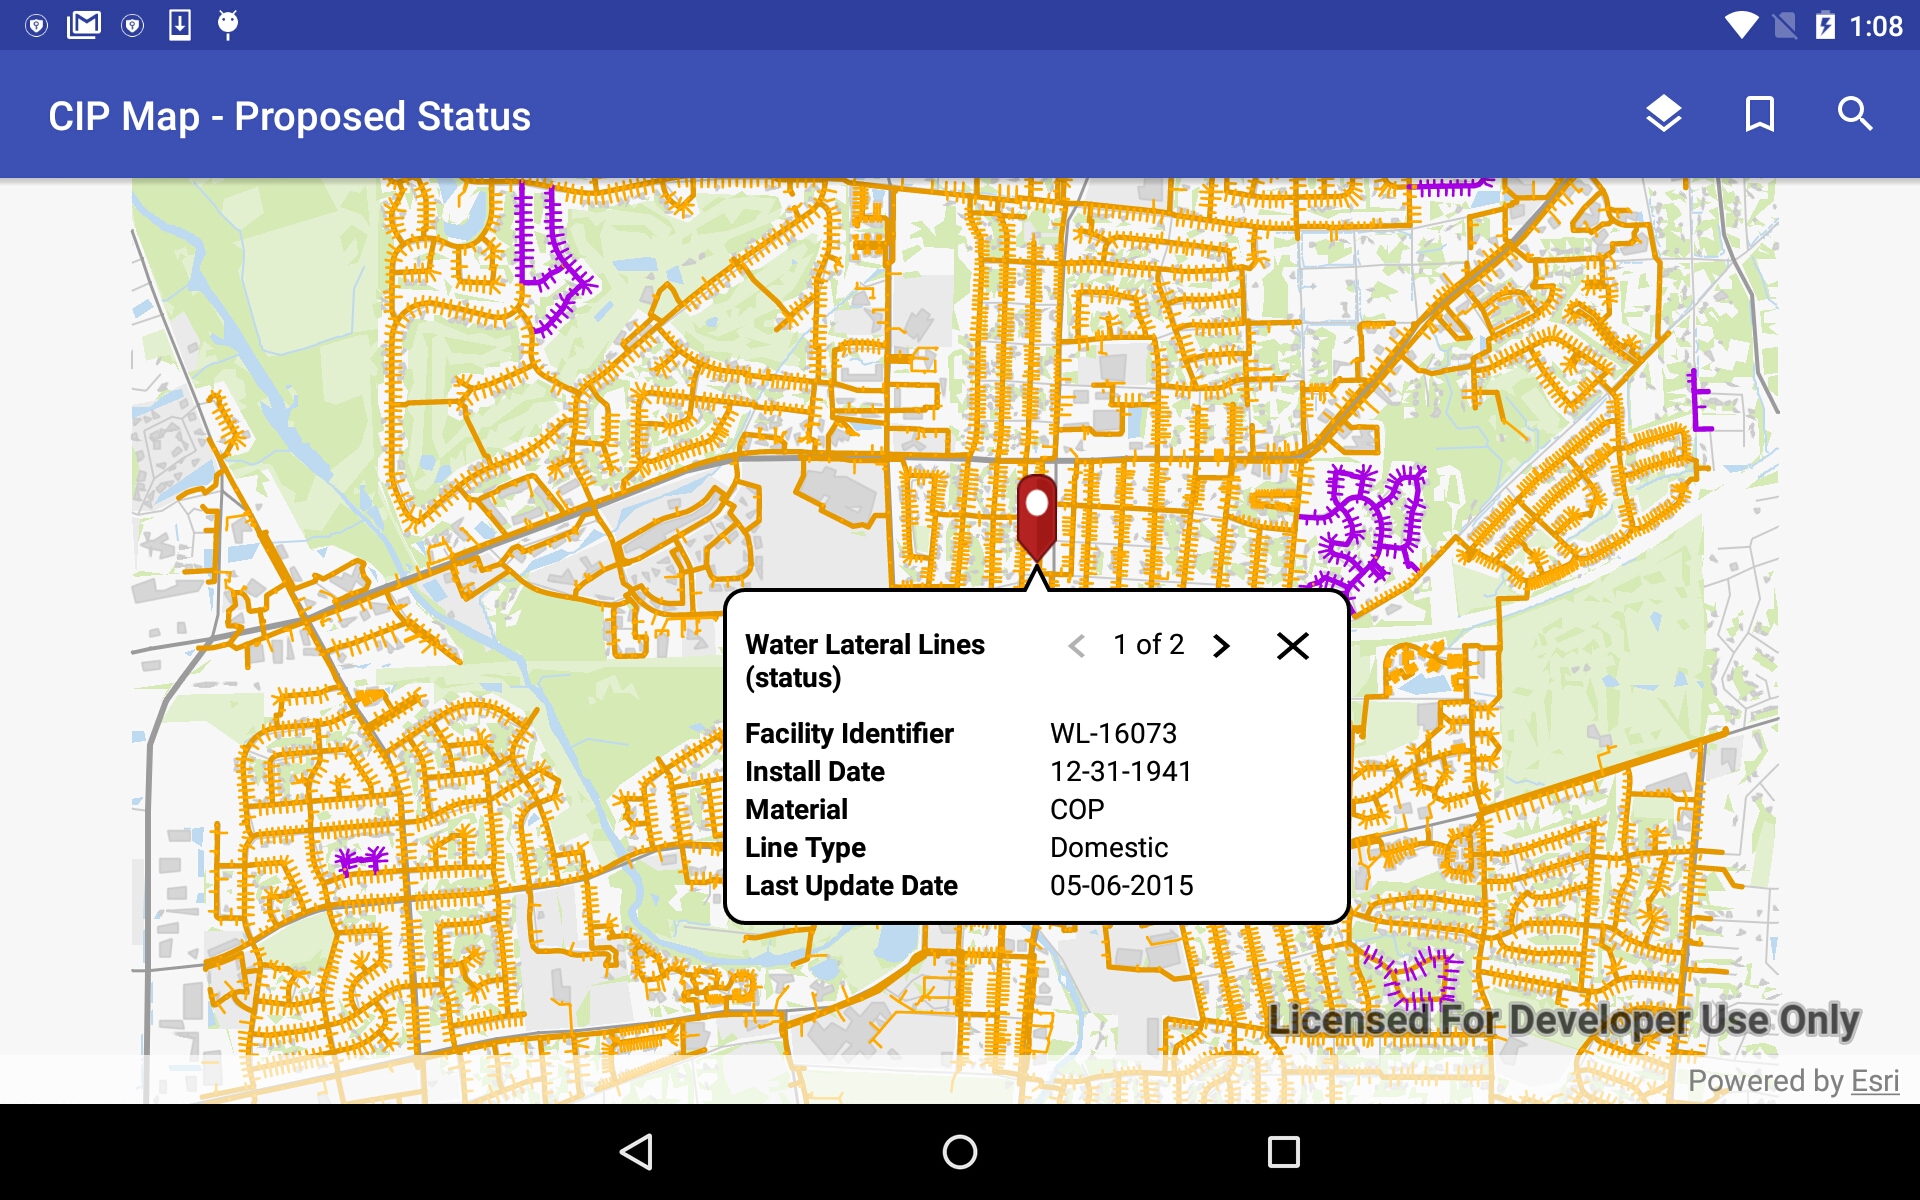 1:08
CIP Map - Proposed Status
Water Lateral Lines
(status)
1 of 2
Facility Identifier WL-16073
Install Date 12-31-1941
Material COP
Line Type Domestic
Last Update Date 05-06-2015
Licensed For Developer Use Only
Powered by Esri